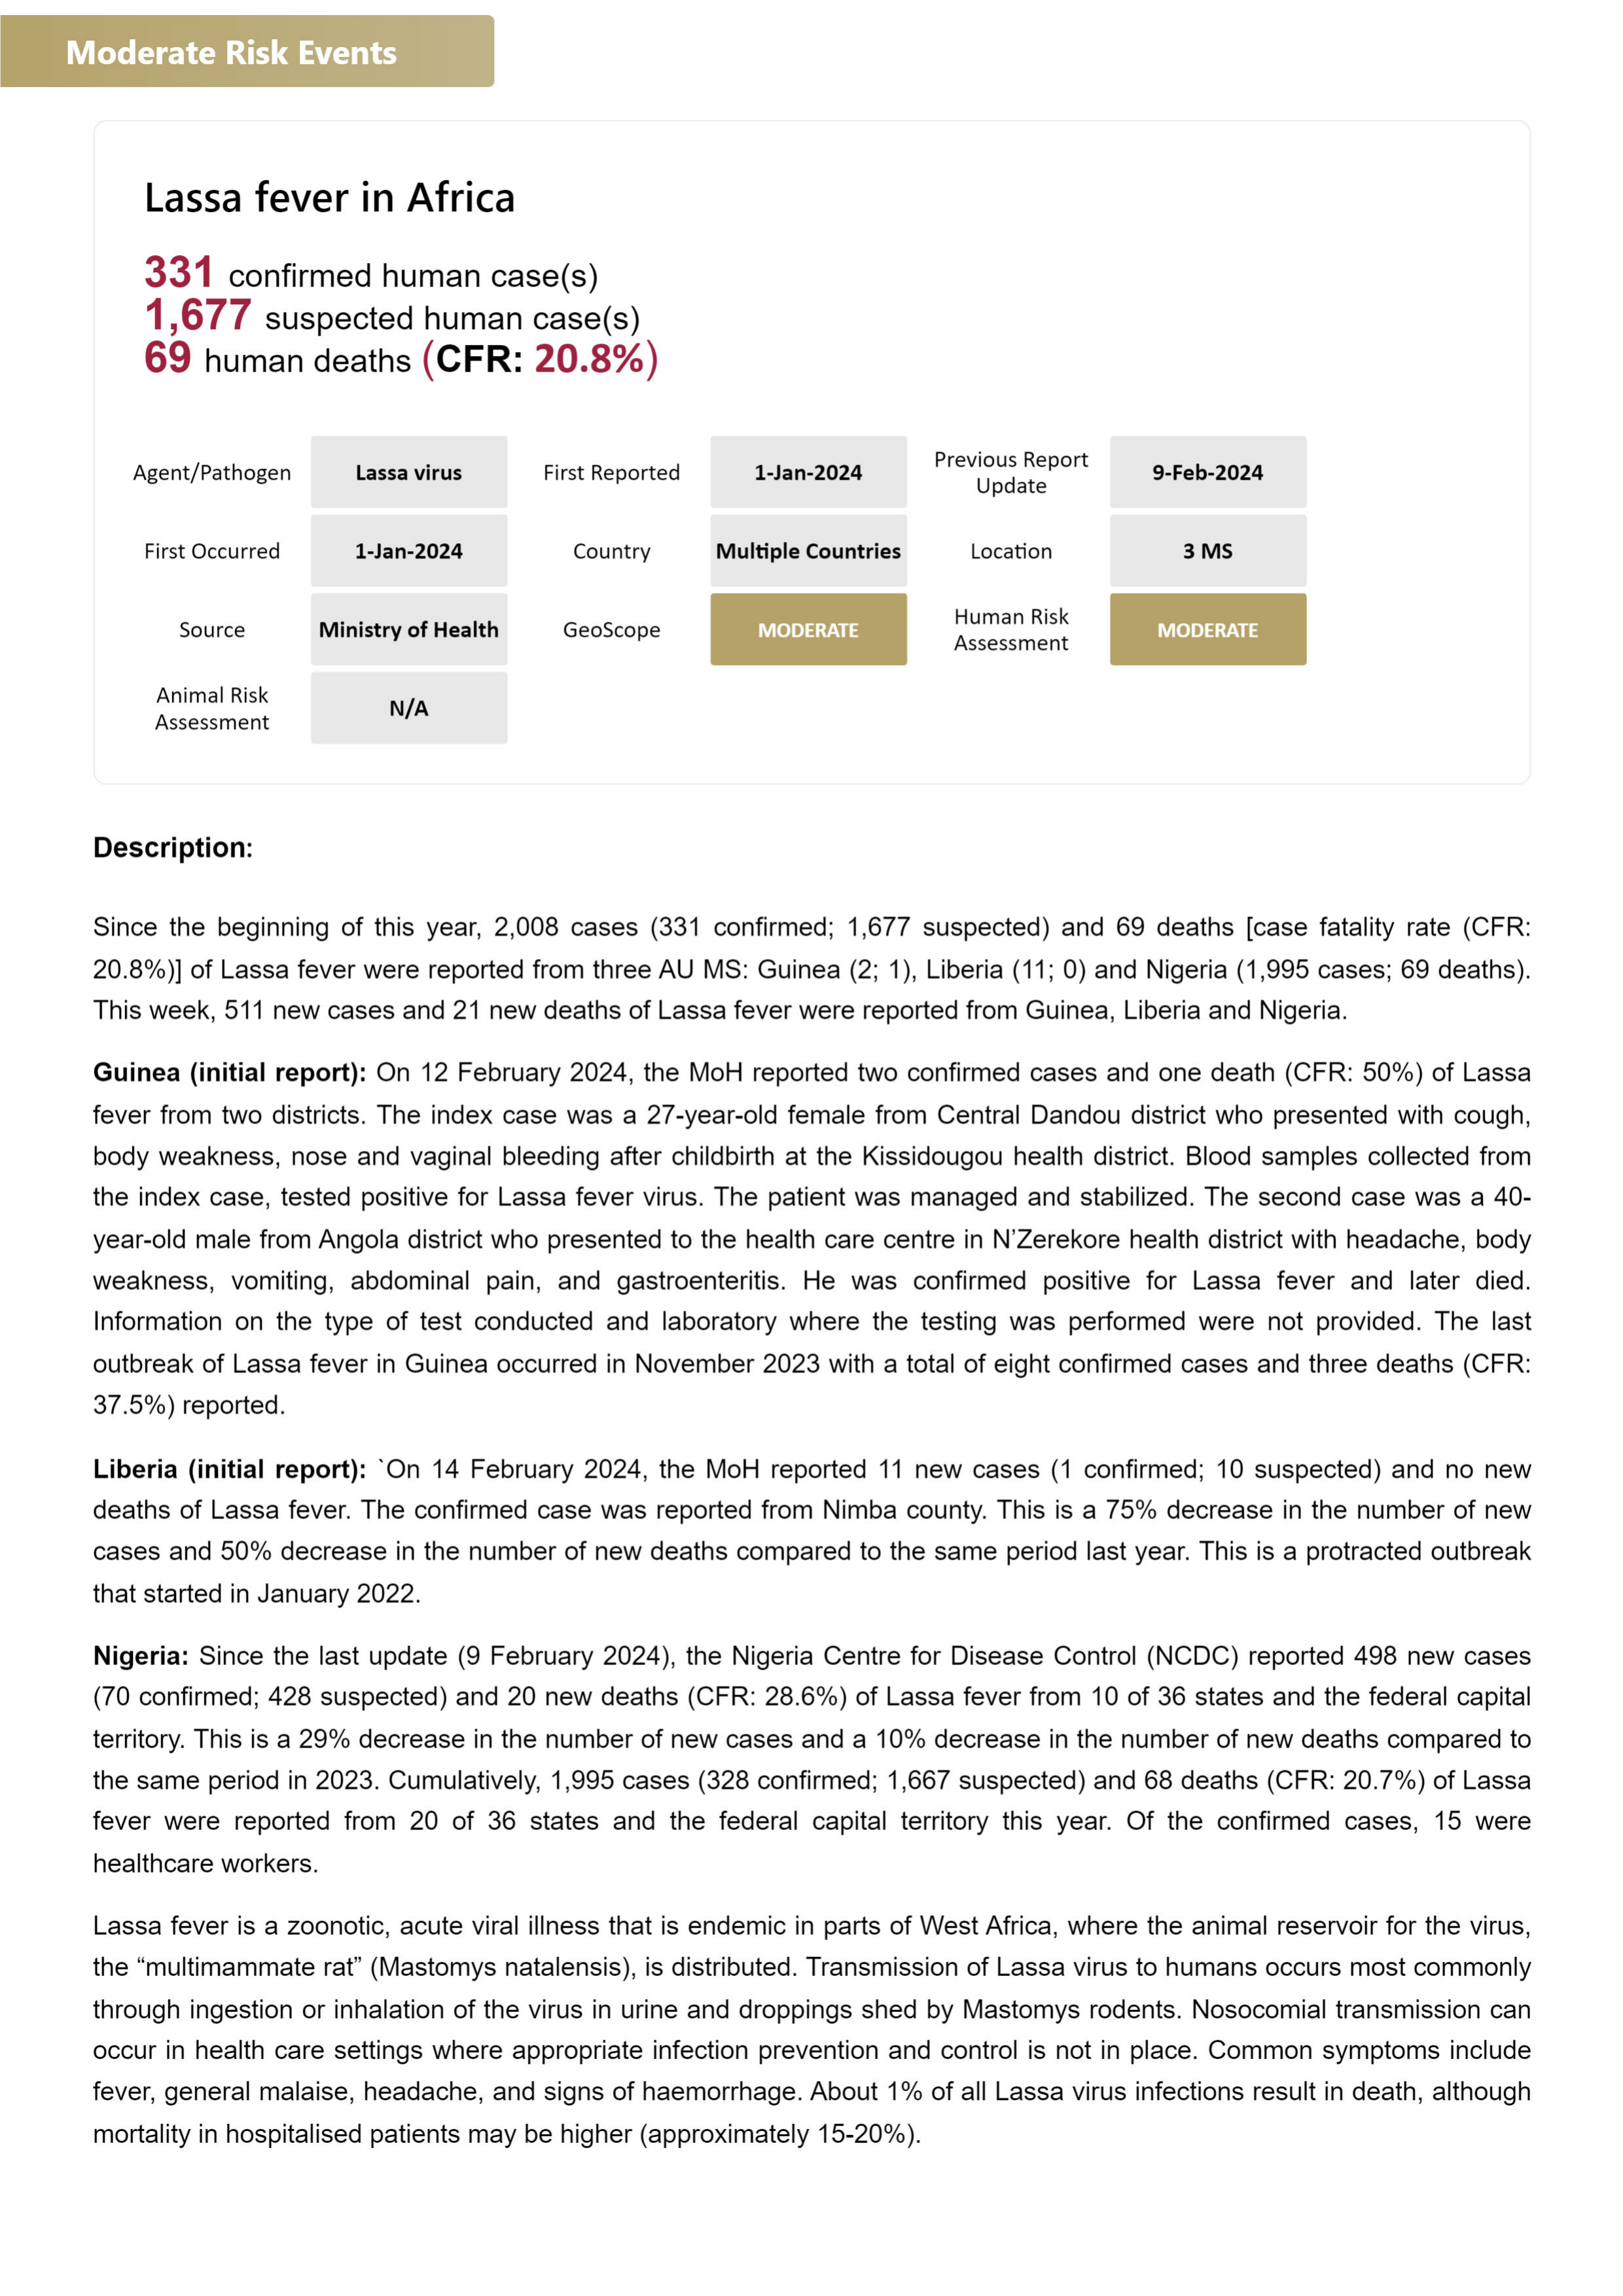 Moderate Risk Events
Lassa fever in Africa
331 confirmed human case(s)
1,677 suspected human case(s)
69 human deaths (CFR: 20.8%)
Agent/Pathogen Lassa virus First Reported 1-Jan-2024 Previous Report Update 9-Feb-2024
First Occurred 1-Jan-2024 Country Multiple Countries Location 3 MS
Source Ministry of Health GeoScope MODERATE Human Risk Assessment MODERATE
Animal Risk Assessment N/A
Description:
Since the beginning of this year, 2,008 cases (331 confirmed; 1,677 suspected) and 69 deaths [case fatality rate (CFR:
20.8%)] of Lassa fever were reported from three AU MS: Guinea (2; 1), Liberia (11; 0) and Nigeria (1,995 cases; 69 deaths).
This week, 511 new cases and 21 new deaths of Lassa fever were reported from Guinea, Liberia and Nigeria.
Guinea (initial report): On 12 February 2024, the MoH reported two confirmed cases and one death (CFR: 50%) of Lassa
fever from two districts. The index case was a 27-year-old female from Central Dandou district who presented with cough,
body weakness, nose and vaginal bleeding after childbirth at the Kissidougou health district. Blood samples collected from
the index case, tested positive for Lassa fever virus. The patient was managed and stabilized. The second case was a 40-
year-old male from Angola district who presented to the health care centre in N’Zerekore health district with headache, body
weakness, vomiting, abdominal pain, and gastroenteritis. He was confirmed positive for Lassa fever and later died.
Information on the type of test conducted and laboratory where the testing was performed were not provided. The last
outbreak of Lassa fever in Guinea occurred in November 2023 with a total of eight confirmed cases and three deaths (CFR:
37.5%) reported.
Liberia (initial report): `On 14 February 2024, the MoH reported 11 new cases (1 confirmed; 10 suspected) and no new
deaths of Lassa fever. The confirmed case was reported from Nimba county. This is a 75% decrease in the number of new
cases and 50% decrease in the number of new deaths compared to the same period last year. This is a protracted outbreak
that started in January 2022.
Nigeria: Since the last update (9 February 2024), the Nigeria Centre for Disease Control (NCDC) reported 498 new cases
(70 confirmed; 428 suspected) and 20 new deaths (CFR: 28.6%) of Lassa fever from 10 of 36 states and the federal capital
territory. This is a 29% decrease in the number of new cases and a 10% decrease in the number of new deaths compared to
the same period in 2023. Cumulatively, 1,995 cases (328 confirmed; 1,667 suspected) and 68 deaths (CFR: 20.7%) of Lassa
fever were reported from 20 of 36 states and the federal capital territory this year. Of the confirmed cases, 15 were
healthcare workers.
Lassa fever is a zoonotic, acute viral illness that is endemic in parts of West Africa, where the animal reservoir for the virus,
the “multimammate rat” (Mastomys natalensis), is distributed. Transmission of Lassa virus to humans occurs most commonly
through ingestion or inhalation of the virus in urine and droppings shed by Mastomys rodents. Nosocomial transmission can
occur in health care settings where appropriate infection prevention and control is not in place. Common symptoms include
fever, general malaise, headache, and signs of haemorrhage. About 1% of all Lassa virus infections result in death, although
mortality in hospitalised patients may be higher (approximately 15-20%).